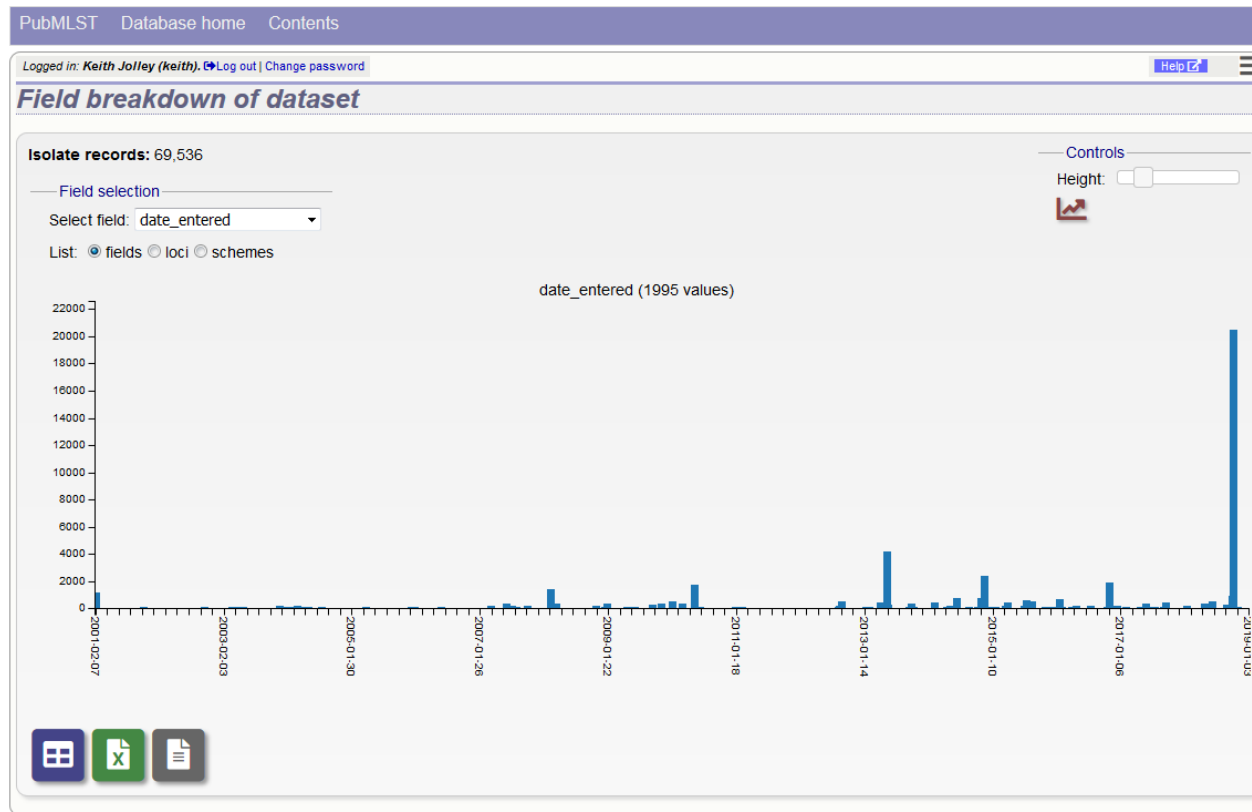 PubMLST Database home Contents
Logged in: Keith Jolley (keith). Log out | Change password
Help
Field breakdown of dataset
Isolate records: 69,536
Controls
Height:
Field selection
Select field: date_entered
List: fields loci schemes
date_entered (1995 values)
22000
20000
18000
16000
14000
12000
10000
8000
6000
4000
2000
0
2001-02-07
2003-02-03
2005-01-30
2007-01-26
2009-01-22
2011-01-18
2013-01-14
2015-01-10
2017-01-06
2019-01-03